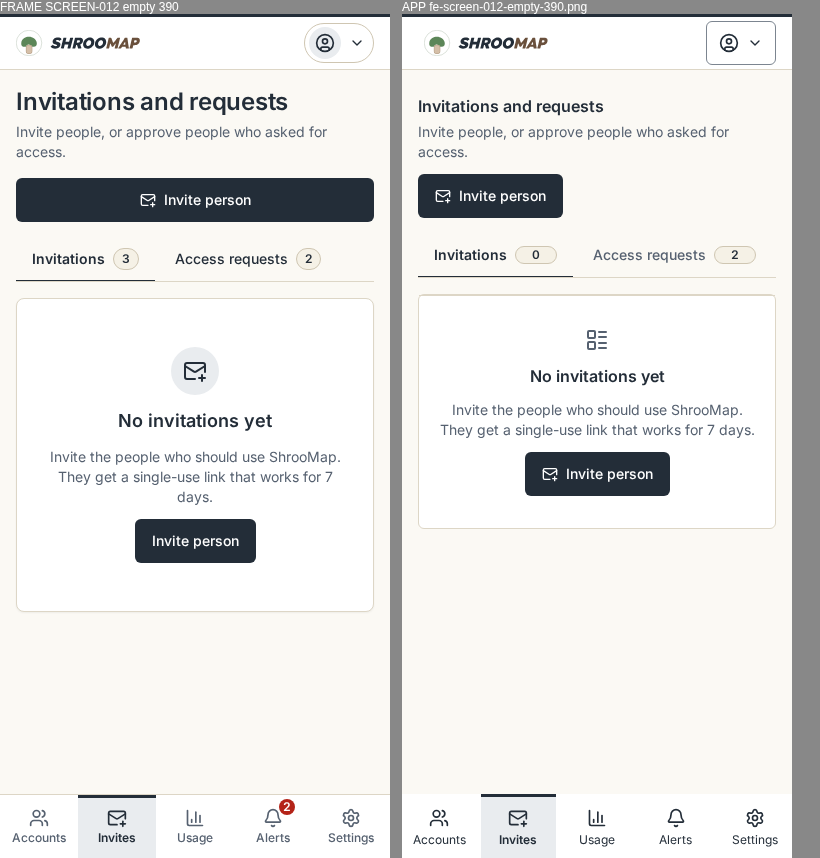 FRAME SCREEN-012 empty 390
SHROOMAP
Invitations and requests
Invite people, or approve people who asked for
access.
Invite person
Invitations 3 Access requests 2
No invitations yet
Invite the people who should use ShrooMap.
They get a single-use link that works for 7
days.
Invite person
2
Accounts Invites Usage Alerts Settings
APP fe-screen-012-empty-390.png
SHROOMAP
Invitations and requests
Invite people, or approve people who asked for
access.
Invite person
Invitations 0 Access requests 2
No invitations yet
Invite the people who should use ShrooMap.
They get a single-use link that works for 7 days.
Invite person
Accounts Invites Usage Alerts Settings